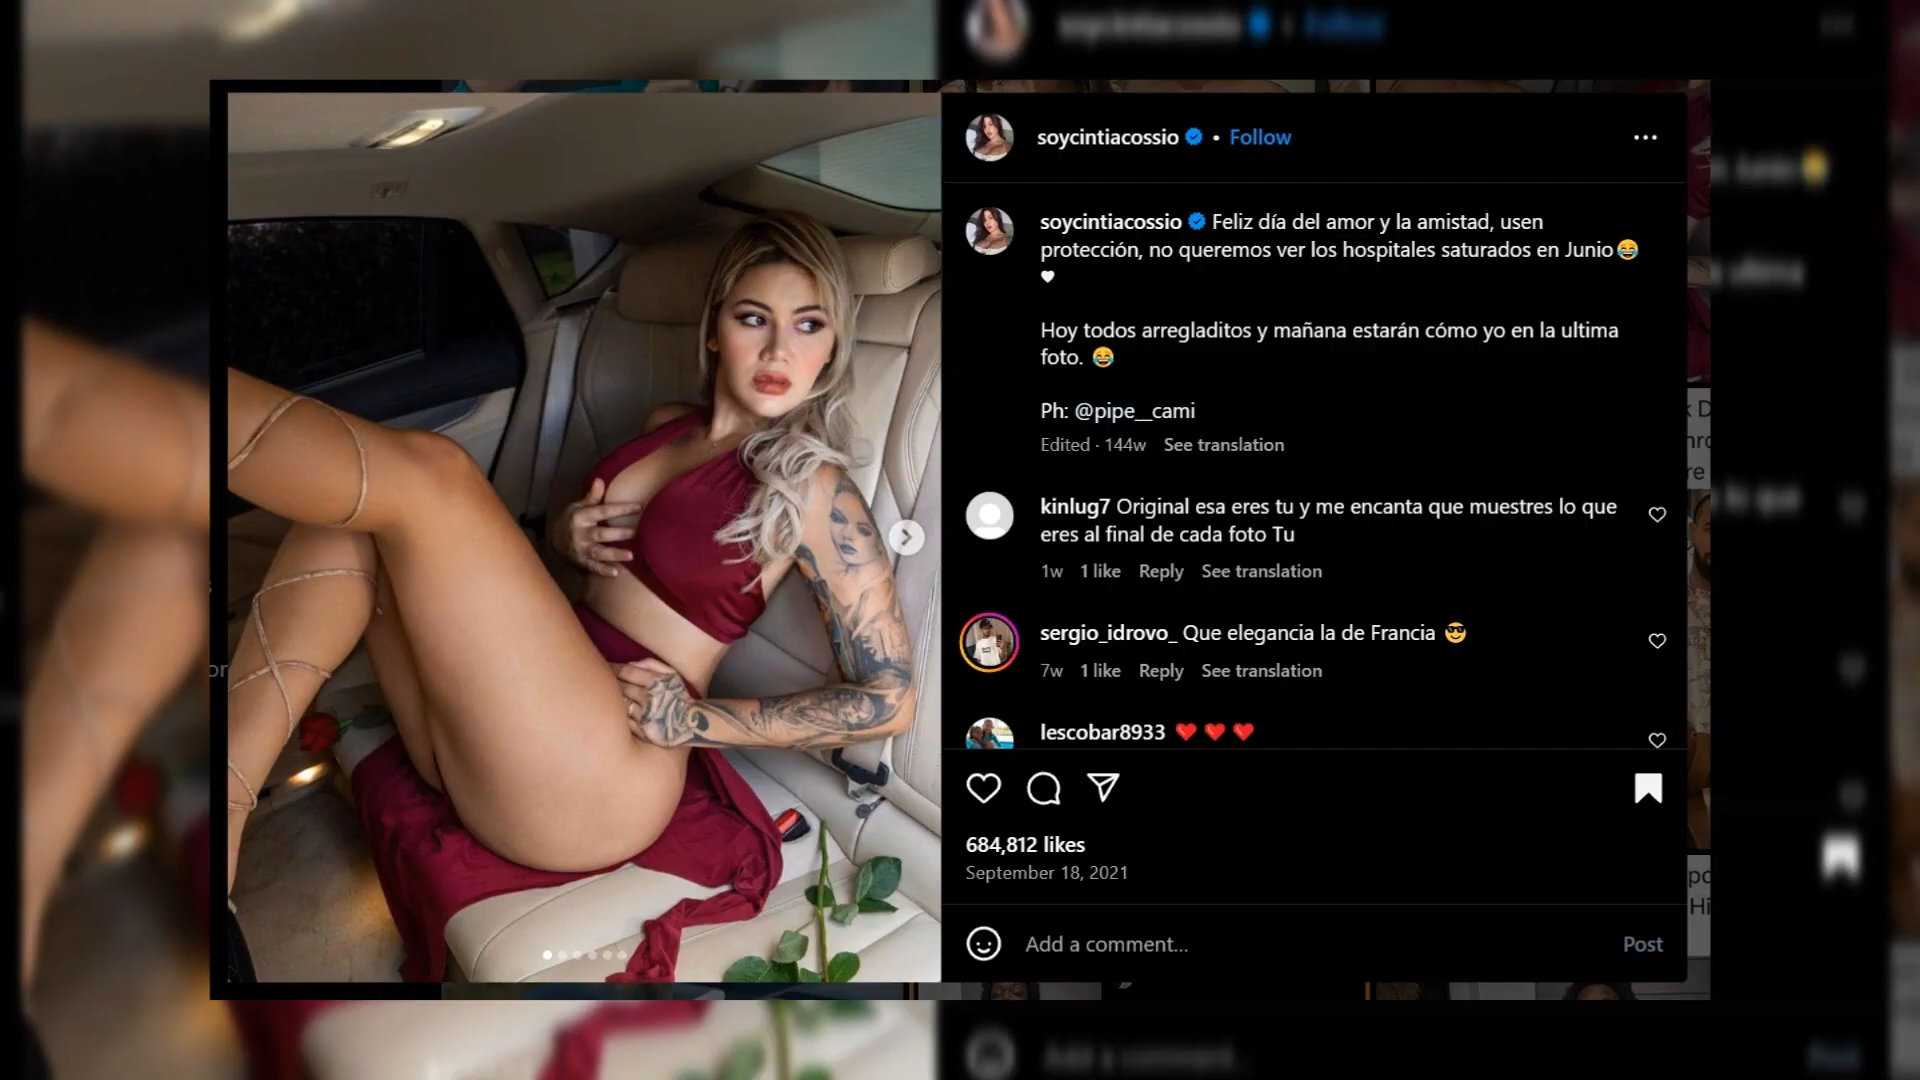 soycintiacossio • Follow
soycintiacossio Feliz día del amor y la amistad, usen
protección, no queremos ver los hospitales saturados en Junio😂
🤍
Hoy todos arregladitos y mañana estarán cómo yo en la ultima
foto. 😂
Ph: @pipe__cami
Edited · 144w See translation
kinlug7 Original esa eres tu y me encanta que muestres lo que
eres al final de cada foto Tu
1w 1 like Reply See translation
sergio_idrovo_ Que elegancia la de Francia 😎
7w 1 like Reply See translation
lescobar8933 ❤️ ❤️ ❤️
684,812 likes
September 18, 2021
Add a comment...
Post